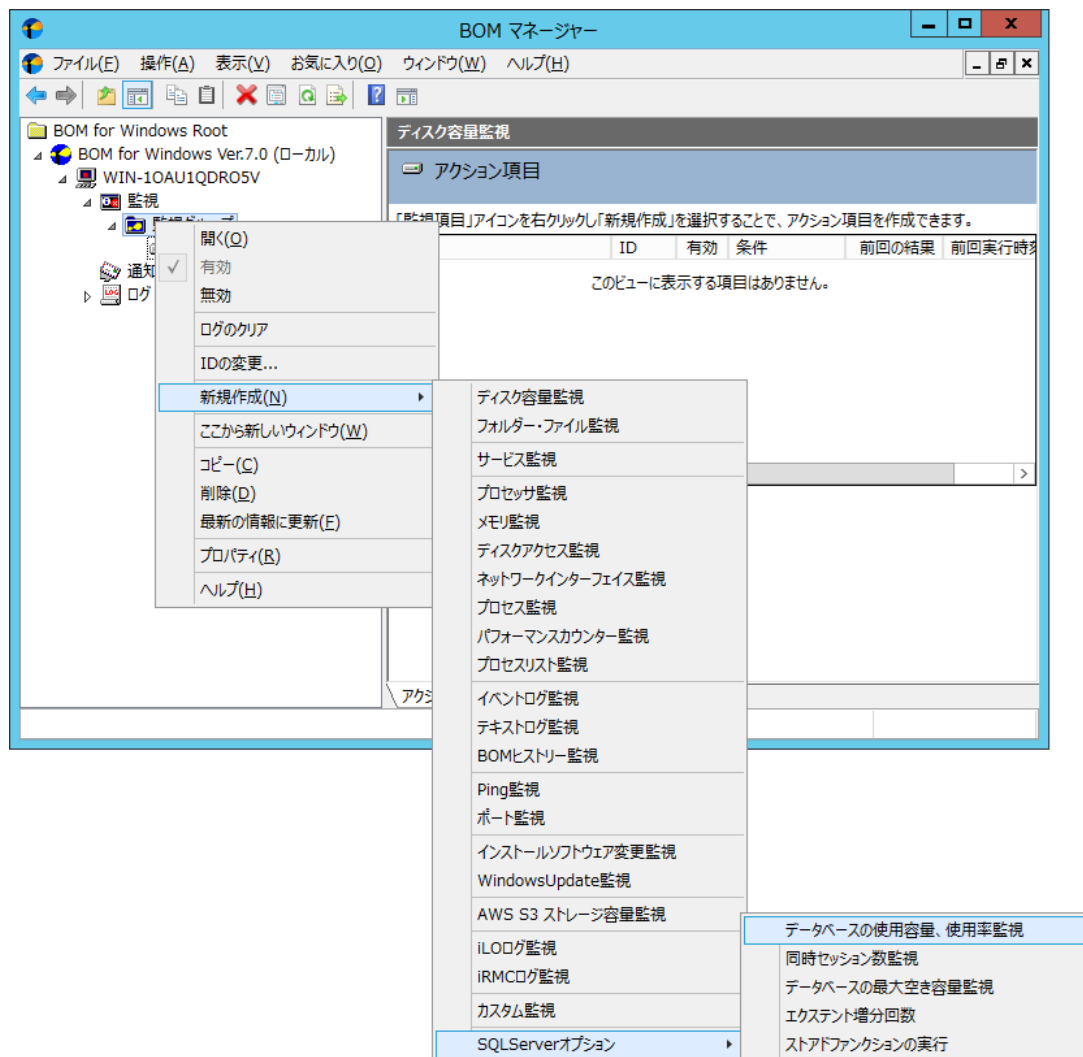 BOM マネージャー
ファイル(F) 操作(A) 表示(V) お気に入り(O) ウィンドウ(W) ヘルプ(H)
BOM for Windows Root
BOM for Windows Ver.7.0 (ローカル)
WIN-1OAU1QDRO5V
監視
監視グループ
通知
ログ
ディスク容量監視
アクション項目
「監視項目」アイコンを右クリックし「新規作成」を選択することで、アクション項目を作成できます。
ID 有効 条件 前回の結果 前回実行時刻
このビューに表示する項目はありません。
アクシ
開く(O)
有効
無効
ログのクリア
IDの変更...
新規作成(N)
ここから新しいウィンドウ(W)
コピー(C)
削除(D)
最新の情報に更新(F)
プロパティ(R)
ヘルプ(H)
ディスク容量監視
フォルダー・ファイル監視
サービス監視
プロセッサ監視
メモリ監視
ディスクアクセス監視
ネットワークインターフェイス監視
プロセス監視
パフォーマンスカウンター監視
プロセスリスト監視
イベントログ監視
テキストログ監視
BOMヒストリー監視
Ping監視
ポート監視
インストールソフトウェア変更監視
WindowsUpdate監視
AWS S3 ストレージ容量監視
iLOログ監視
iRMCログ監視
カスタム監視
SQLServerオプション
データベースの使用容量、使用率監視
同時セッション数監視
データベースの最大空き容量監視
エクステント増分回数
ストアドファンクションの実行